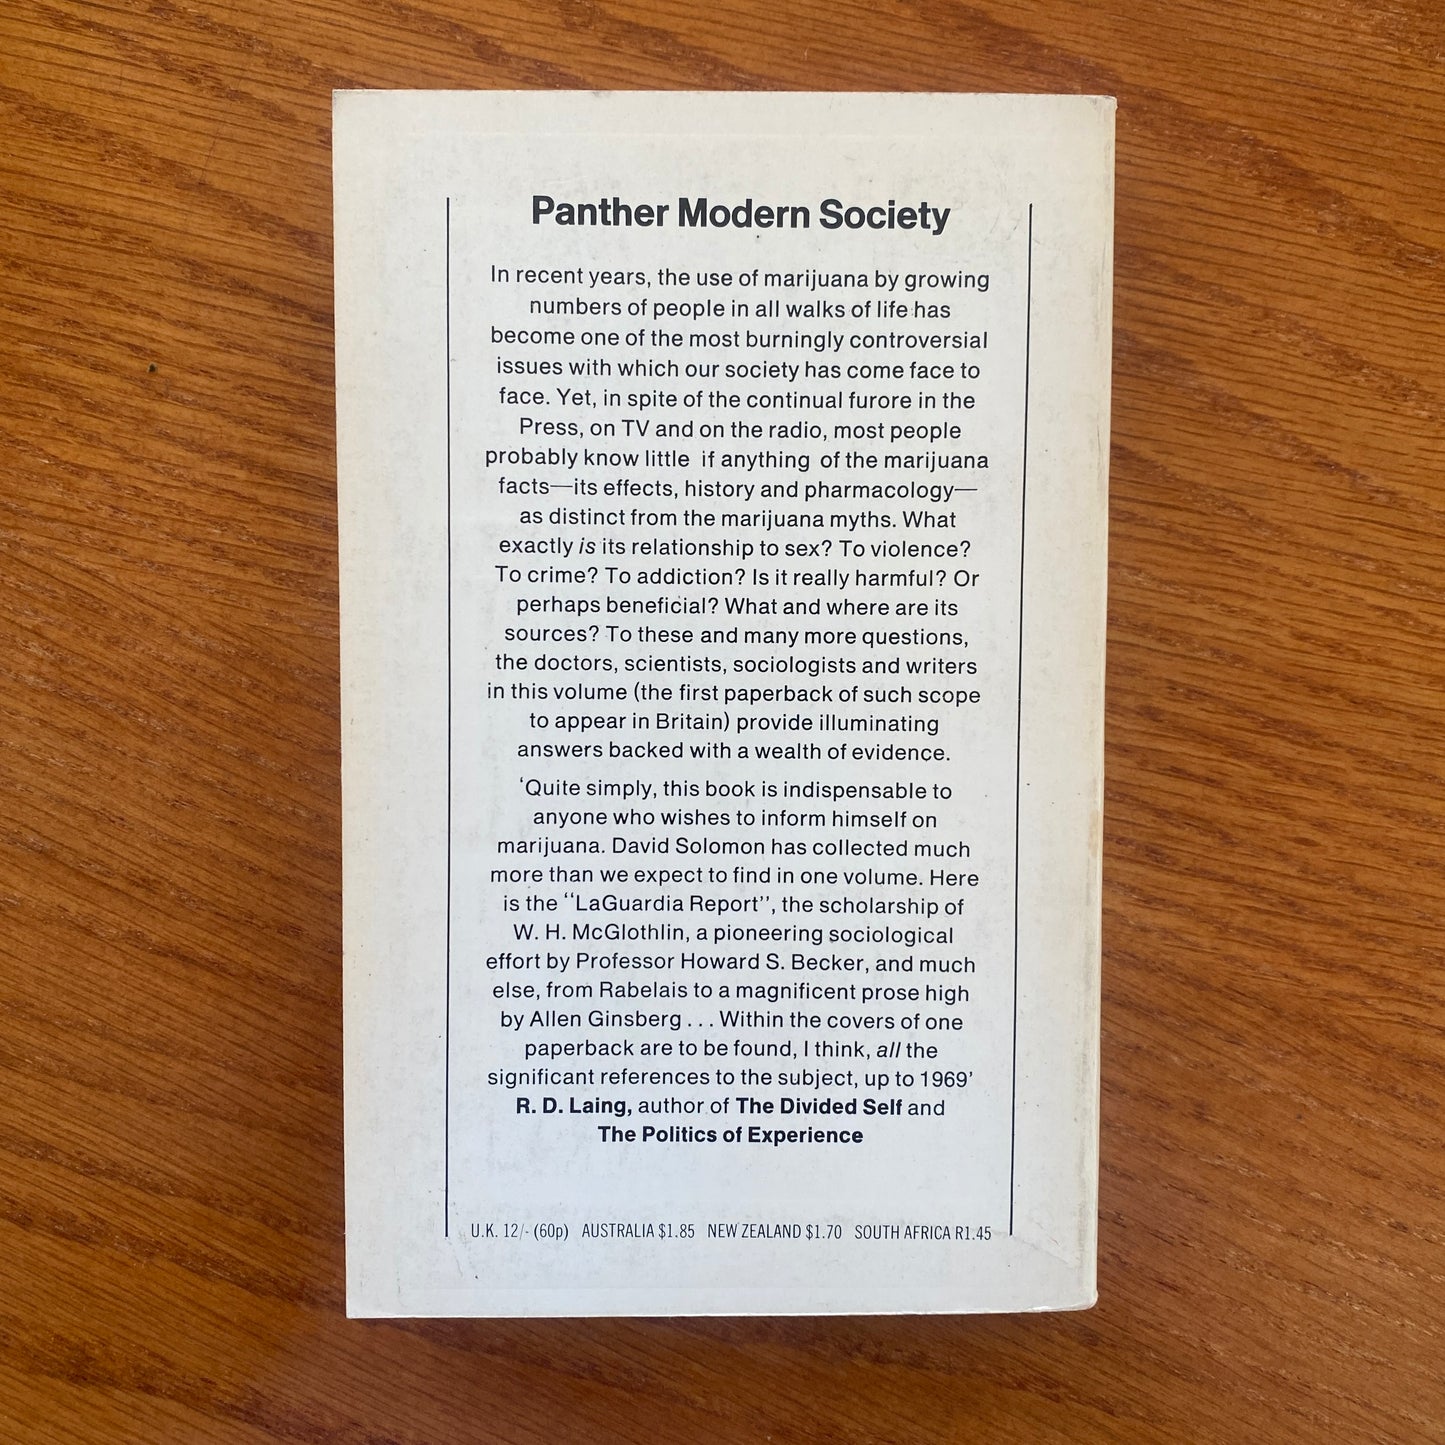 Panther Modern Society
In recent years, the use of marijuana by growing
numbers of people in all walks of life has
become one of the most burningly controversial
issues with which our society has come face to
face. Yet, in spite of the continual furore in the
Press, on TV and on the radio, most people
probably know little if anything of the marijuana
facts—its effects, history and pharmacology—
as distinct from the marijuana myths. What
exactly is its relationship to sex? To violence?
To crime? To addiction? Is it really harmful? Or
perhaps beneficial? What and where are its
sources? To these and many more questions,
the doctors, scientists, sociologists and writers
in this volume (the first paperback of such scope
to appear in Britain) provide illuminating
answers backed with a wealth of evidence.
‘Quite simply, this book is indispensable to
anyone who wishes to inform himself on
marijuana. David Solomon has collected much
more than we expect to find in one volume. Here
is the “LaGuardia Report”, the scholarship of
W. H. McGlothlin, a pioneering sociological
effort by Professor Howard S. Becker, and much
else, from Rabelais to a magnificent prose high
by Allen Ginsberg . . . Within the covers of one
paperback are to be found, I think, all the
significant references to the subject, up to 1969’
R. D. Laing, author of The Divided Self and
The Politics of Experience
U.K. 12/- (60p) AUSTRALIA $1.85 NEW ZEALAND $1.70 SOUTH AFRICA R1.45